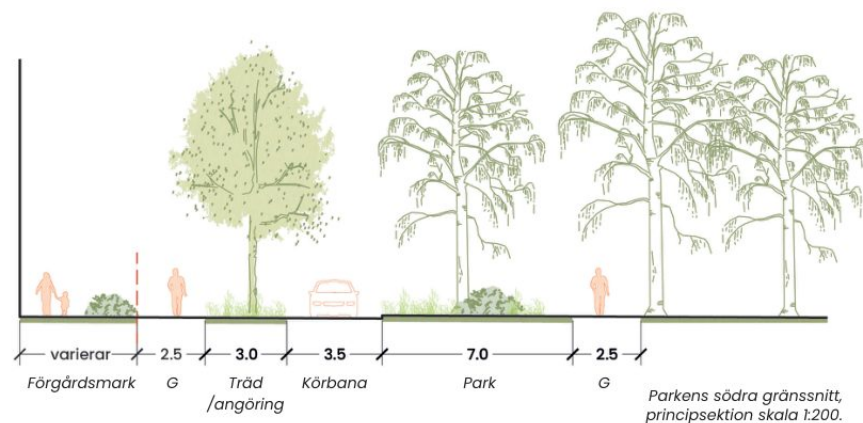 varierar 2.5 3.0 3.5 7.0 2.5
Förgårdsmark G Träd Körbana Park G
/angöring
Parkens södra gränssnitt,
principsektion skala 1:200.